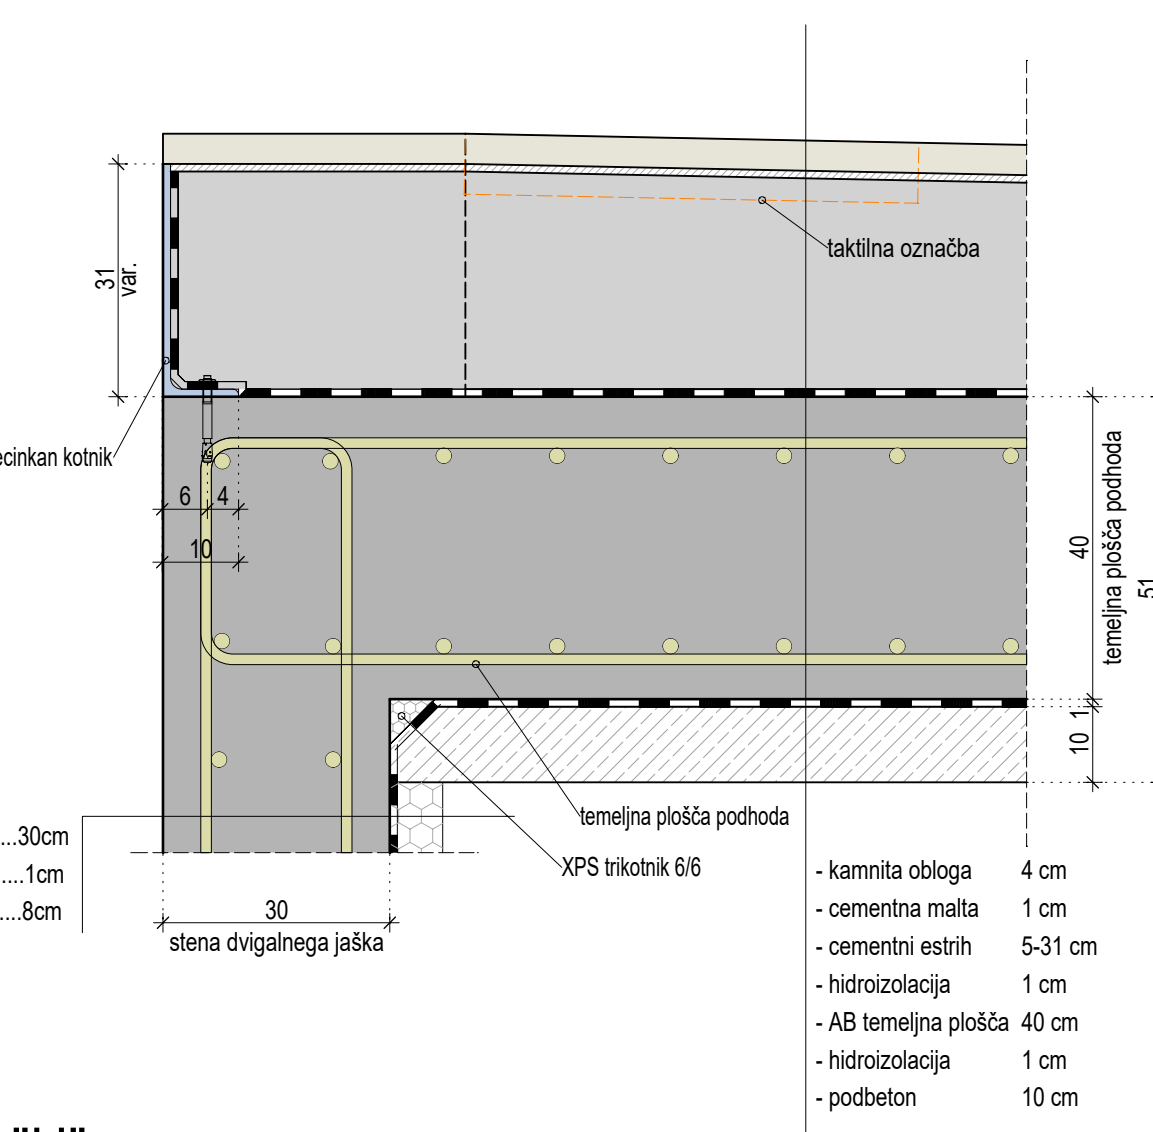 taktilna označba
31
var.
kotnik
6
4
10
40
temeljna plošča podhoda
51
1
10
temeljna plošča podhoda
XPS trikotnik 6/6
...30cm
....1cm
....8cm
30
stena dvigalnega jaška
- kamnita obloga 4 cm
- cementna malta 1 cm
- cementni estrih 5-31 cm
- hidroizolacija 1 cm
- AB temeljna plošča 40 cm
- hidroizolacija 1 cm
- podbeton 10 cm